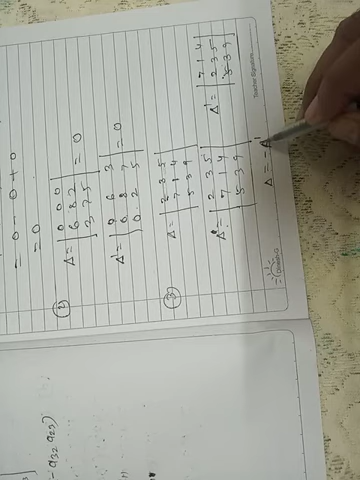 = 0 - 0 + 0
= 0
② Δ = | 0 0 0 |
| 6 8 2 | = 0
| 3 7 5 |
Δ' = | 0 6 3 |
| 0 8 7 | = 0
| 0 2 5 |
③ Δ = | 2 3 5 |
| 7 1 4 |
| 5 3 9 |
Δ' = | 2 3 5 |
| 7 1 4 |
| 5 3 9 |
Δ' = | 7 1 4 |
| 2 3 5 |
| 5 3 9 |
Δ = - Δ'
Teacher Signature
- a32 a23)